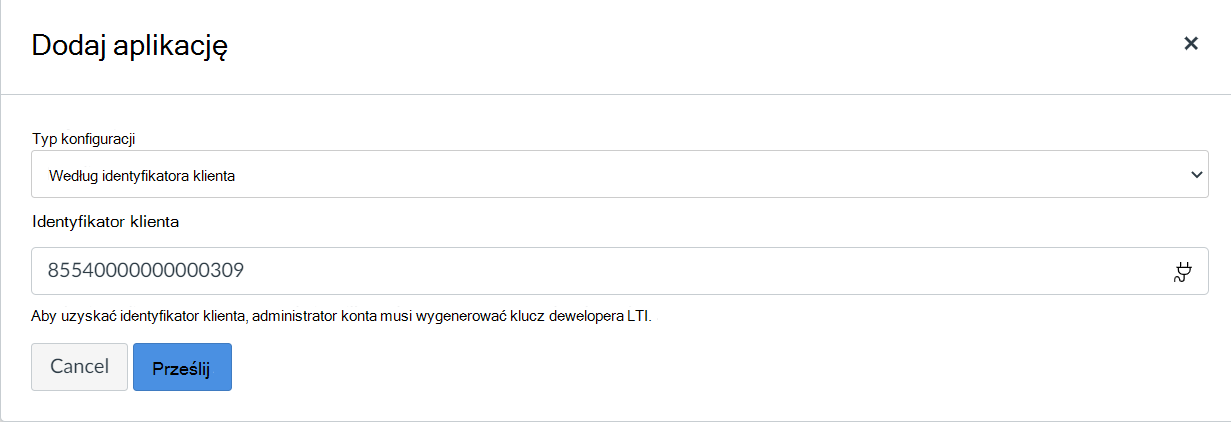 Dodaj aplikację
Typ konfiguracji
Według identyfikatora klienta
Identyfikator klienta
85540000000000309
Aby uzyskać identyfikator klienta, administrator konta musi wygenerować klucz dewelopera LTI.
Cancel Prześlij